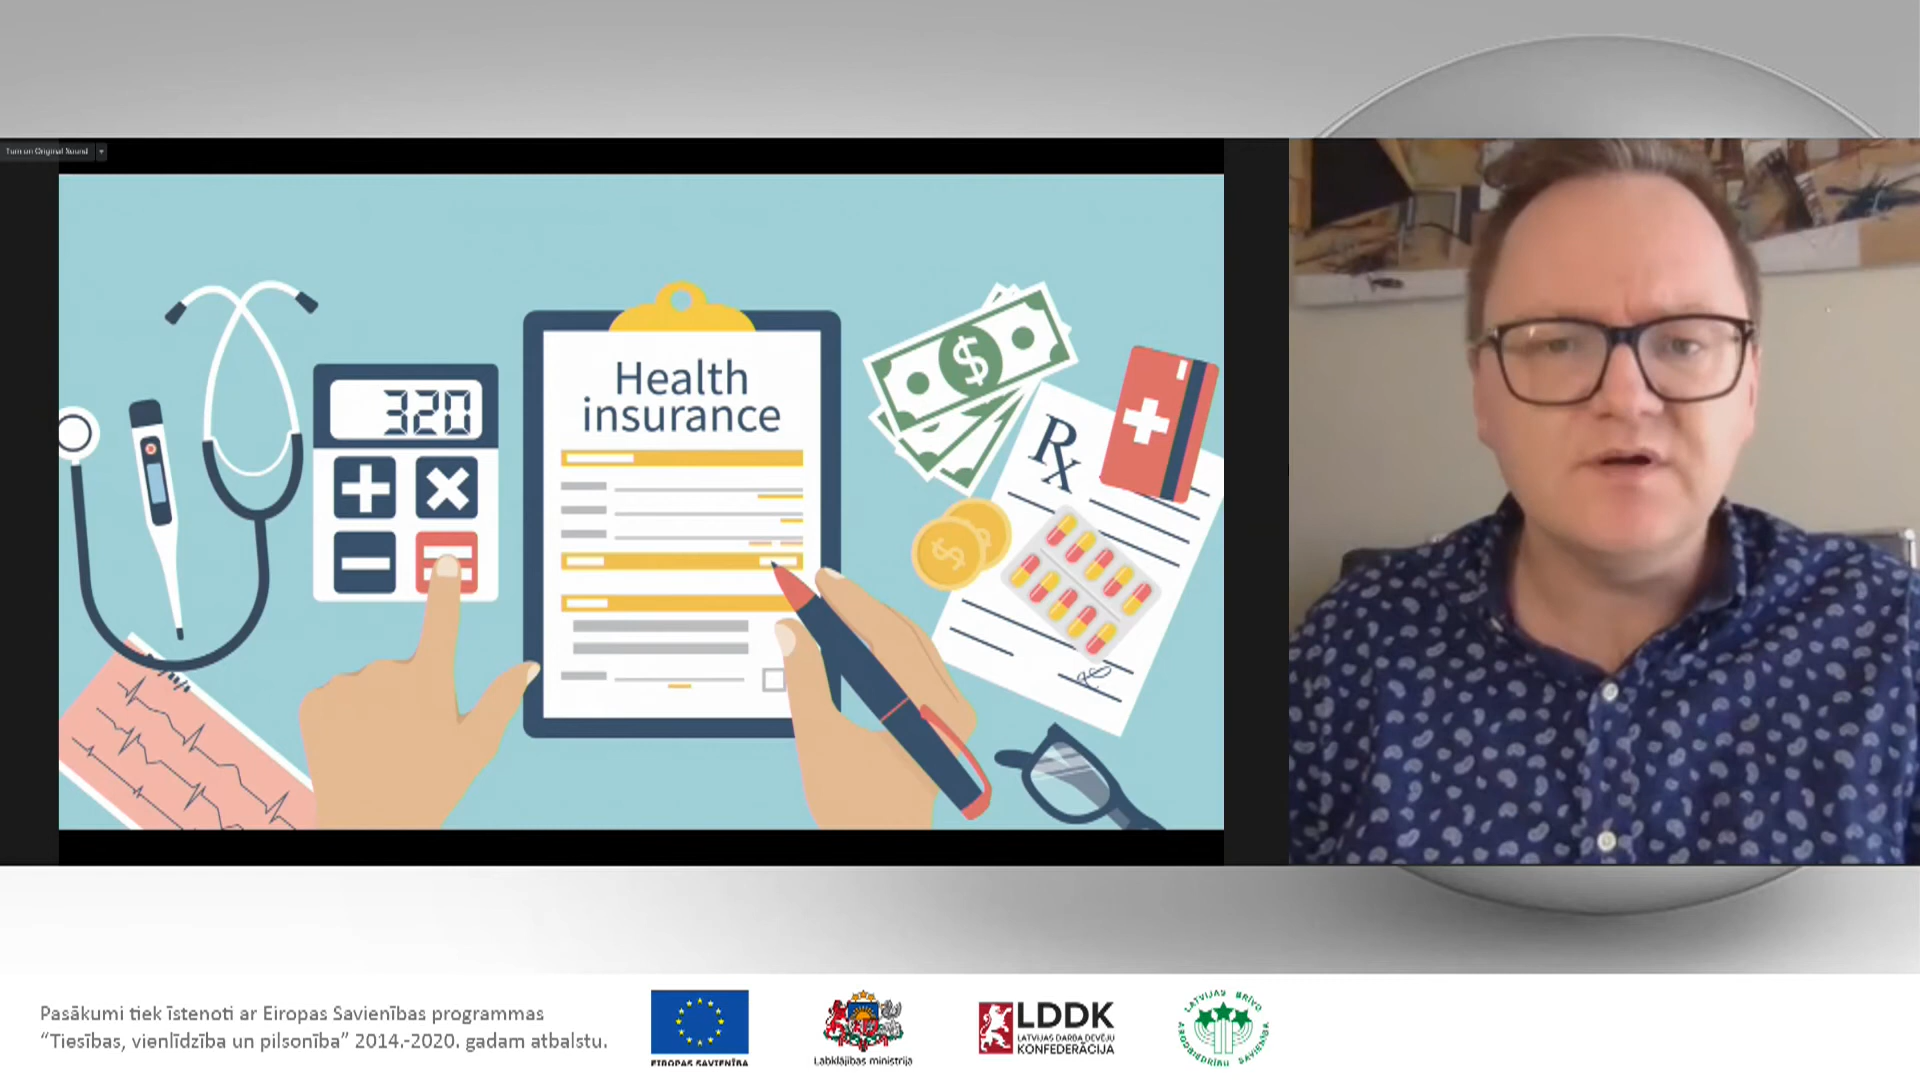 Turn on Original Sound
320
Health
insurance
Rx
Pasākumi tiek īstenoti ar Eiropas Savienības programmas
“Tiesības, vienlīdzība un pilsonība” 2014.-2020. gadam atbalstu.
EIROPAS SAVIENĪBA
Labklājības ministrija
LDDK
LATVIJAS DARBA DEVĒJU
KONFEDERĀCIJA
LATVIJAS BRĪVO
ARODBIEDRĪBU SAVIENĪBA